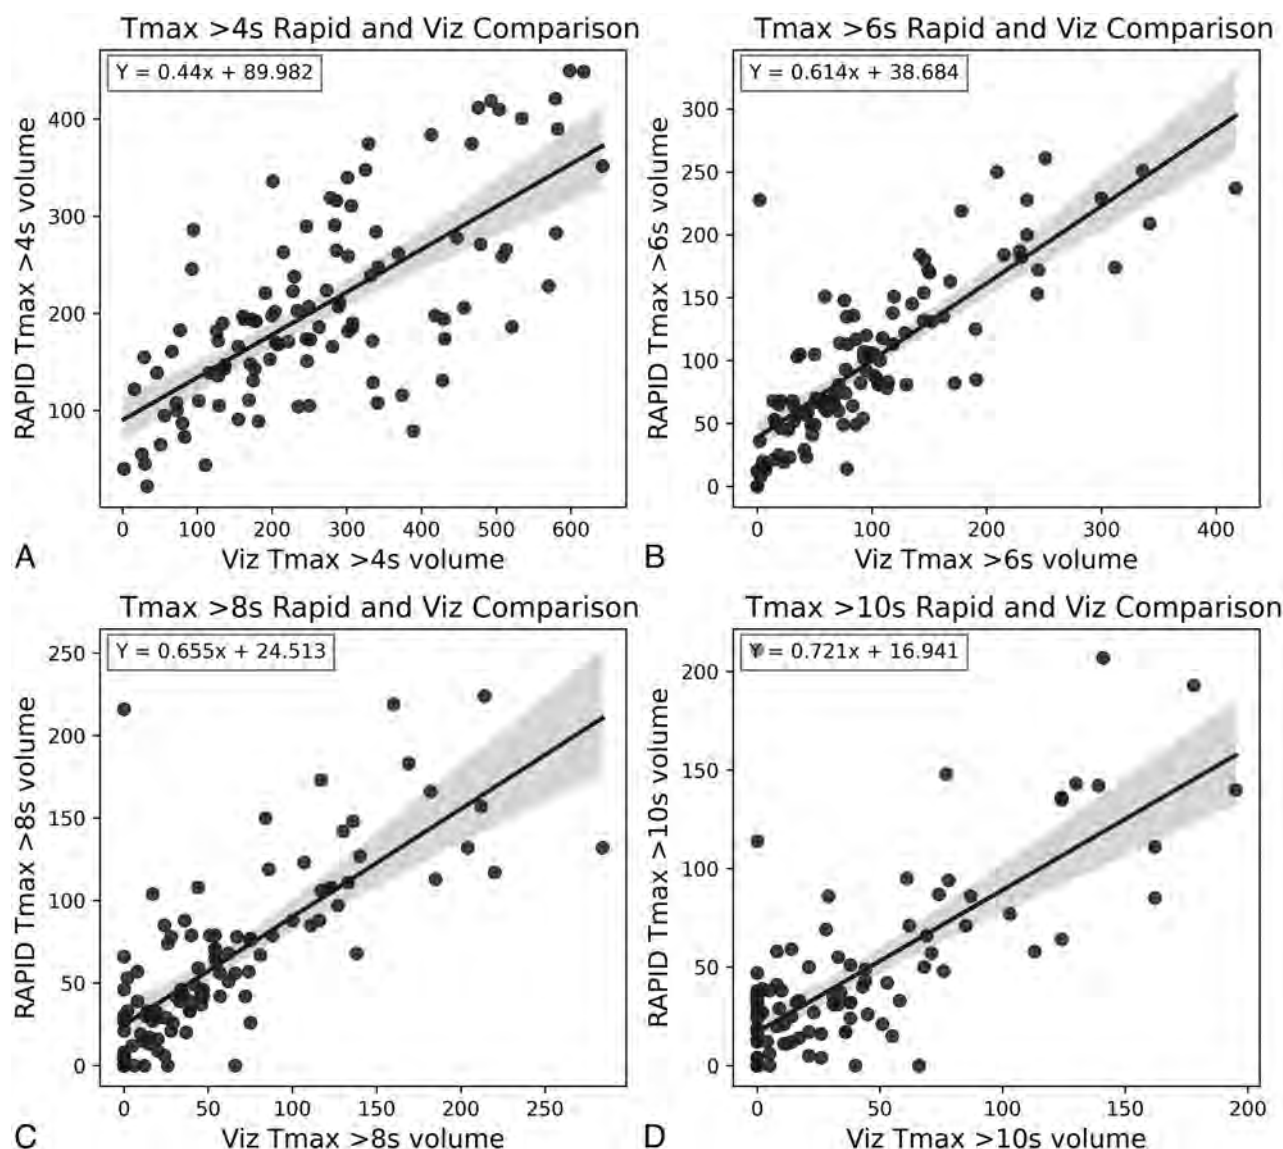 Tmax >4s Rapid and Viz Comparison
Y = 0.44x + 89.982
RAPID Tmax >4s volume
400
300
200
100
0 100 200 300 400 500 600
Viz Tmax >4s volume
A
Tmax >6s Rapid and Viz Comparison
Y = 0.614x + 38.684
RAPID Tmax >6s volume
300
250
200
150
100
50
0
0 100 200 300 400
Viz Tmax >6s volume
B
Tmax >8s Rapid and Viz Comparison
Y = 0.655x + 24.513
RAPID Tmax >8s volume
250
200
150
100
50
0
0 50 100 150 200 250
Viz Tmax >8s volume
C
Tmax >10s Rapid and Viz Comparison
Y = 0.721x + 16.941
RAPID Tmax >10s volume
200
150
100
50
0
0 50 100 150 200
Viz Tmax >10s volume
D